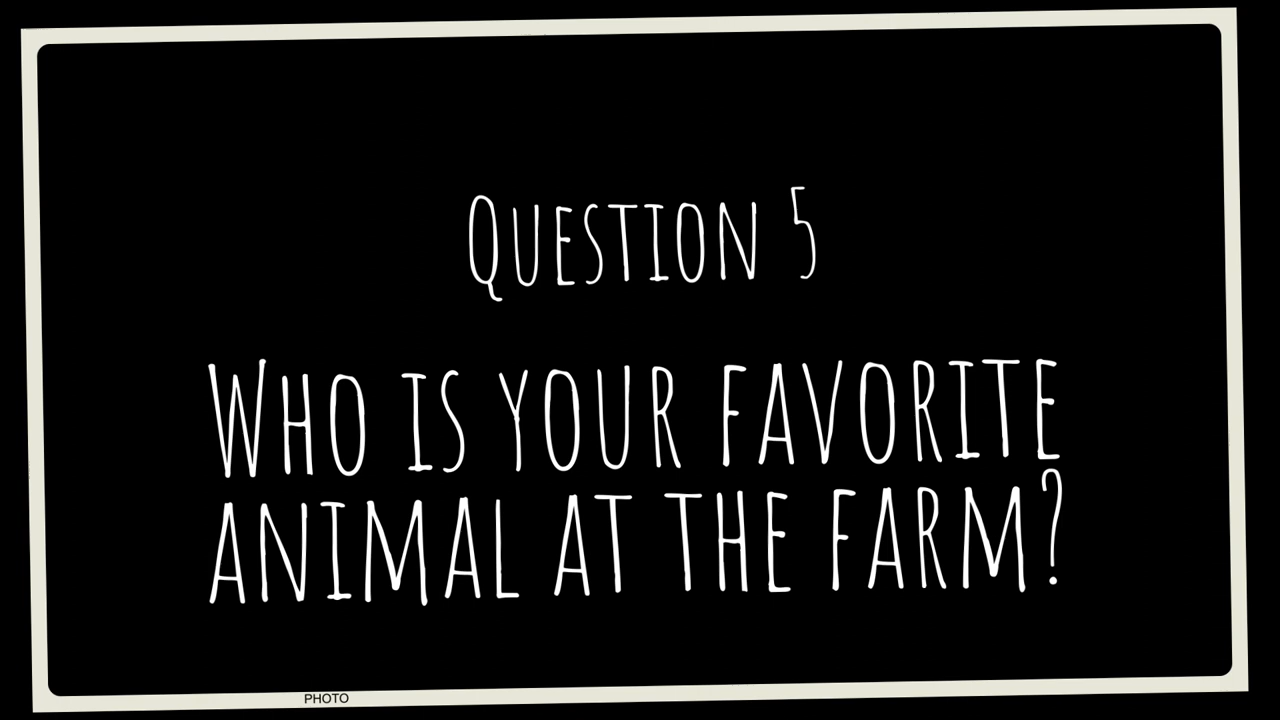 Question 5
Who is your favorite
animal at the farm?
PHOTO